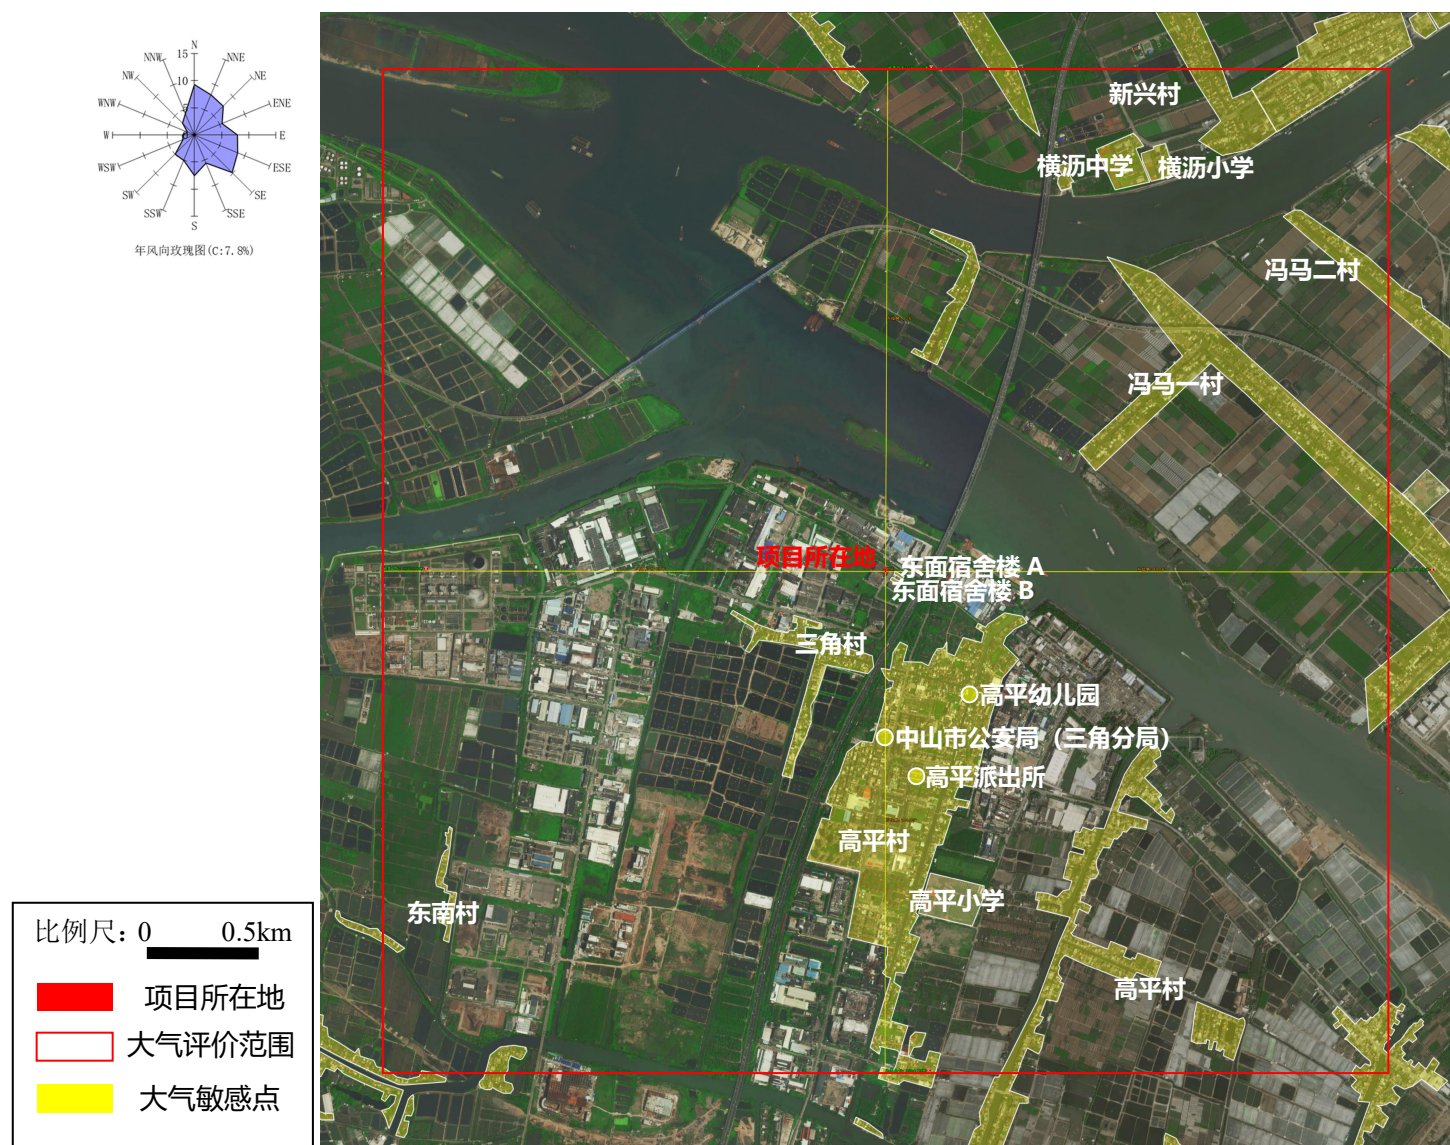 N
NNW
NNE
15
NW
NE
10
WNW
ENE
5
W
E
WSW
ESE
SW
SE
SSW
SSE
S
年风向玫瑰图(C:7.8%)
新兴村
横沥中学
横沥小学
冯马二村
冯马一村
项目所在地
东面宿舍楼 A
东面宿舍楼 B
三角村
高平幼儿园
中山市公安局（三角分局）
高平派出所
高平村
高平小学
东南村
高平村
比例尺：0 0.5km
项目所在地
大气评价范围
大气敏感点